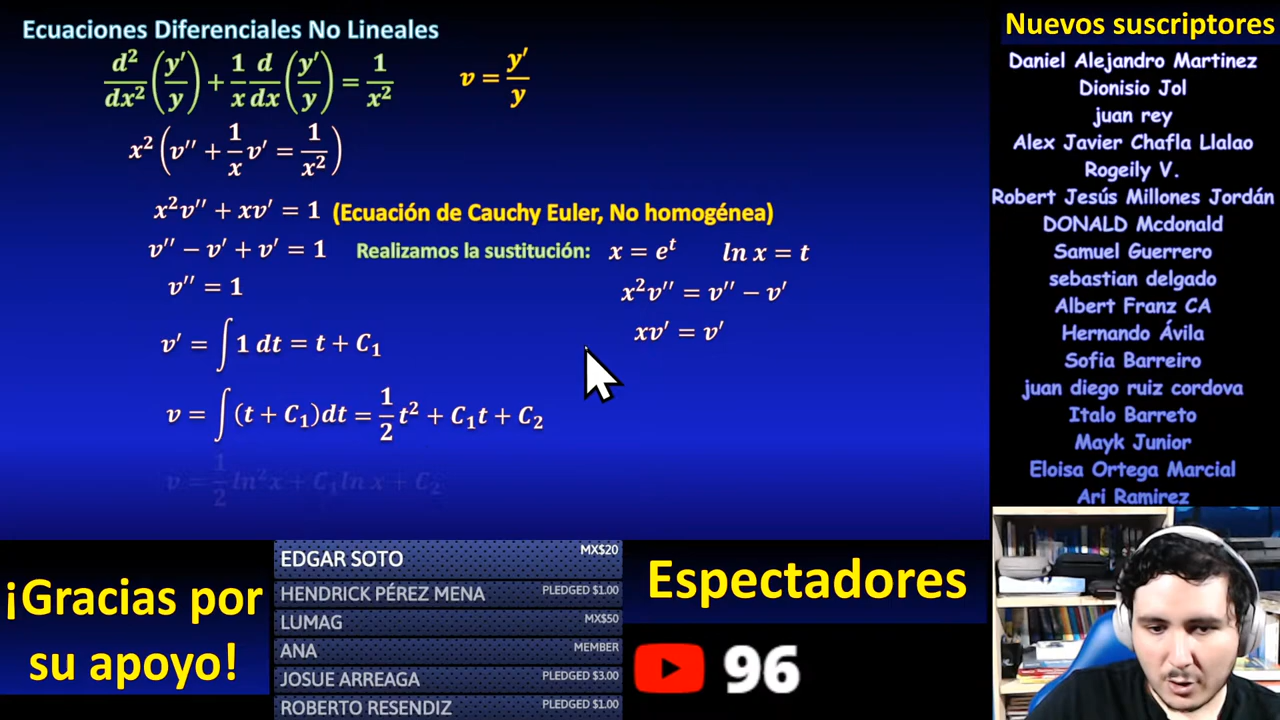 Ecuaciones Diferenciales No Lineales
d²/dx² (y′/y) + 1/x d/dx (y′/y) = 1/x²    v = y′/y
x² (v′′ + 1/x v′ = 1/x²)
x²v′′ + xv′ = 1 (Ecuación de Cauchy Euler, No homogénea)
v′′ − v′ + v′ = 1 Realizamos la sustitución: x = eᵗ ln x = t
v′′ = 1    x²v′′ = v′′ − v′
xv′ = v′
v′ = ∫ 1 dt = t + C₁
v = ∫ (t + C₁)dt = 1/2 t² + C₁t + C₂
v = 1/2 ln²x + C₁ln x + C₂
Nuevos suscriptores
Daniel Alejandro Martinez
Dionisio Jol
juan rey
Alex Javier Chafla Llalao
Rogeily V.
Robert Jesús Millones Jordán
DONALD Mcdonald
Samuel Guerrero
sebastian delgado
Albert Franz CA
Hernando Ávila
Sofia Barreiro
juan diego ruiz cordova
Italo Barreto
Mayk Junior
Eloisa Ortega Marcial
Ari Ramirez
¡Gracias por
su apoyo!
EDGAR SOTO MX$20
HENDRICK PÉREZ MENA PLEDGED $1.00
LUMAG MX$50
ANA MEMBER
JOSUE ARREAGA PLEDGED $3.00
ROBERTO RESENDIZ PLEDGED $1.00
Espectadores
96